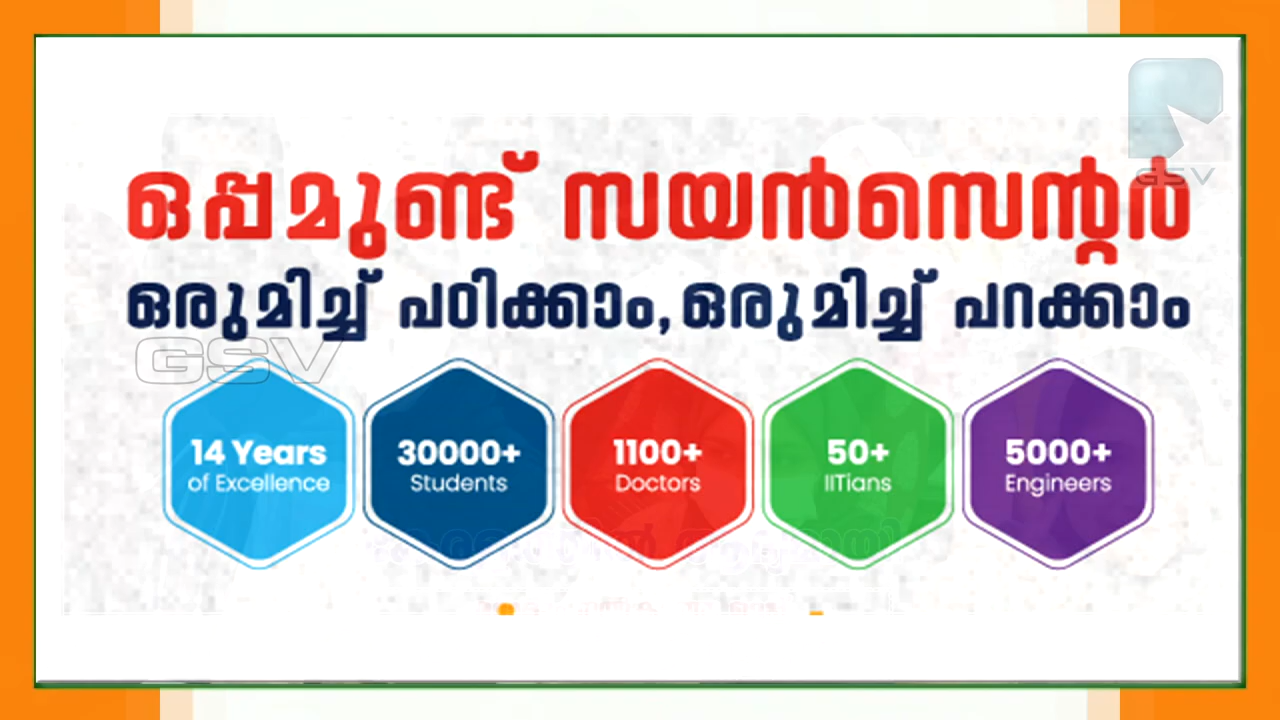 GSV
ഒപ്പമുണ്ട് സയൻസെന്റർ
ഒരുമിച്ച് പഠിക്കാം, ഒരുമിച്ച് പറക്കാം
GSV
14 Years
of Excellence
30000+
Students
1100+
Doctors
50+
IITians
5000+
Engineers